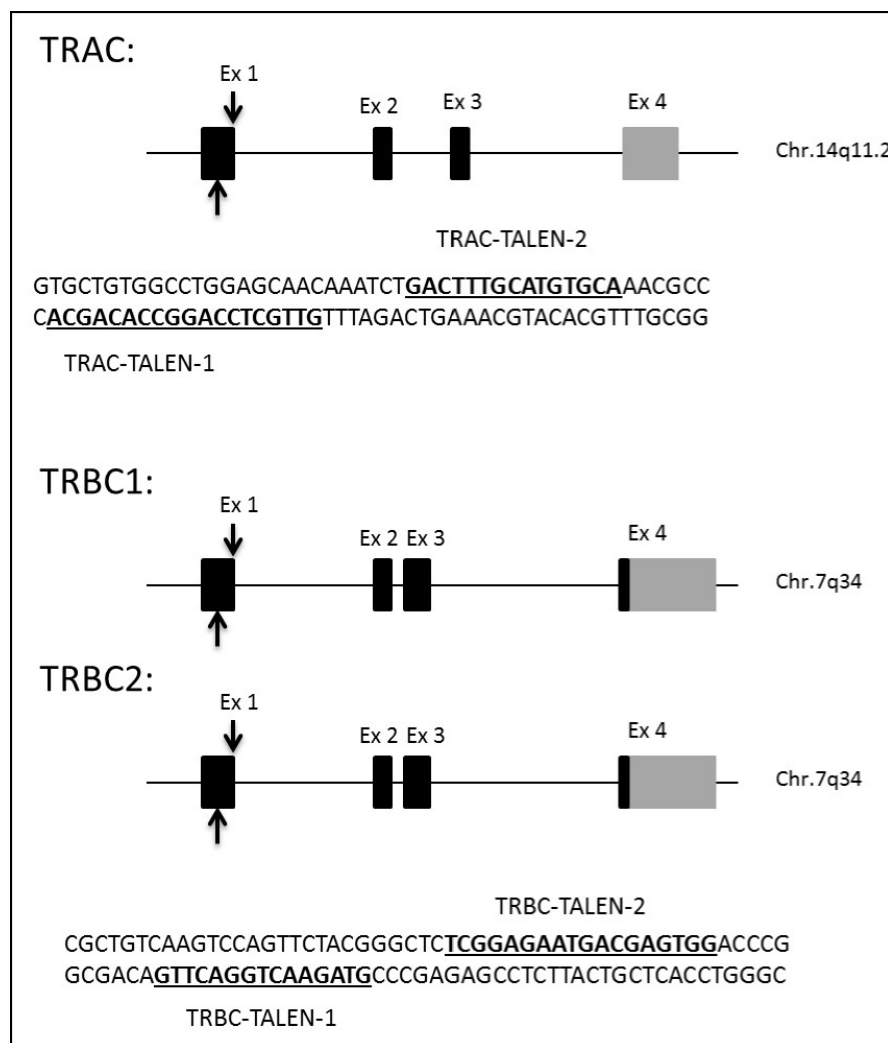 TRAC:
Ex 1
Ex 2 Ex 3 Ex 4
Chr.14q11.2
TRAC-TALEN-2
GTGCTGTGGCCTGGAGCAACAAATCTGACTTTGCATGTGCAAACGCC
CACGACACCGGACCTCGTTGTTTAGACTGAAACGTACACGTTTGCGG
TRAC-TALEN-1
TRBC1:
Ex 1
Ex 2 Ex 3 Ex 4
Chr.7q34
TRBC2:
Ex 1
Ex 2 Ex 3 Ex 4
Chr.7q34
TRBC-TALEN-2
CGCTGTCAAGTCCAGTTCTACGGGCTCTCGGAGAATGACGAGTGGACCCG
GCGACAGTTCAGGTCAAGATGCCCGAGAGCCTCTTACTGCTCACCTGGGC
TRBC-TALEN-1